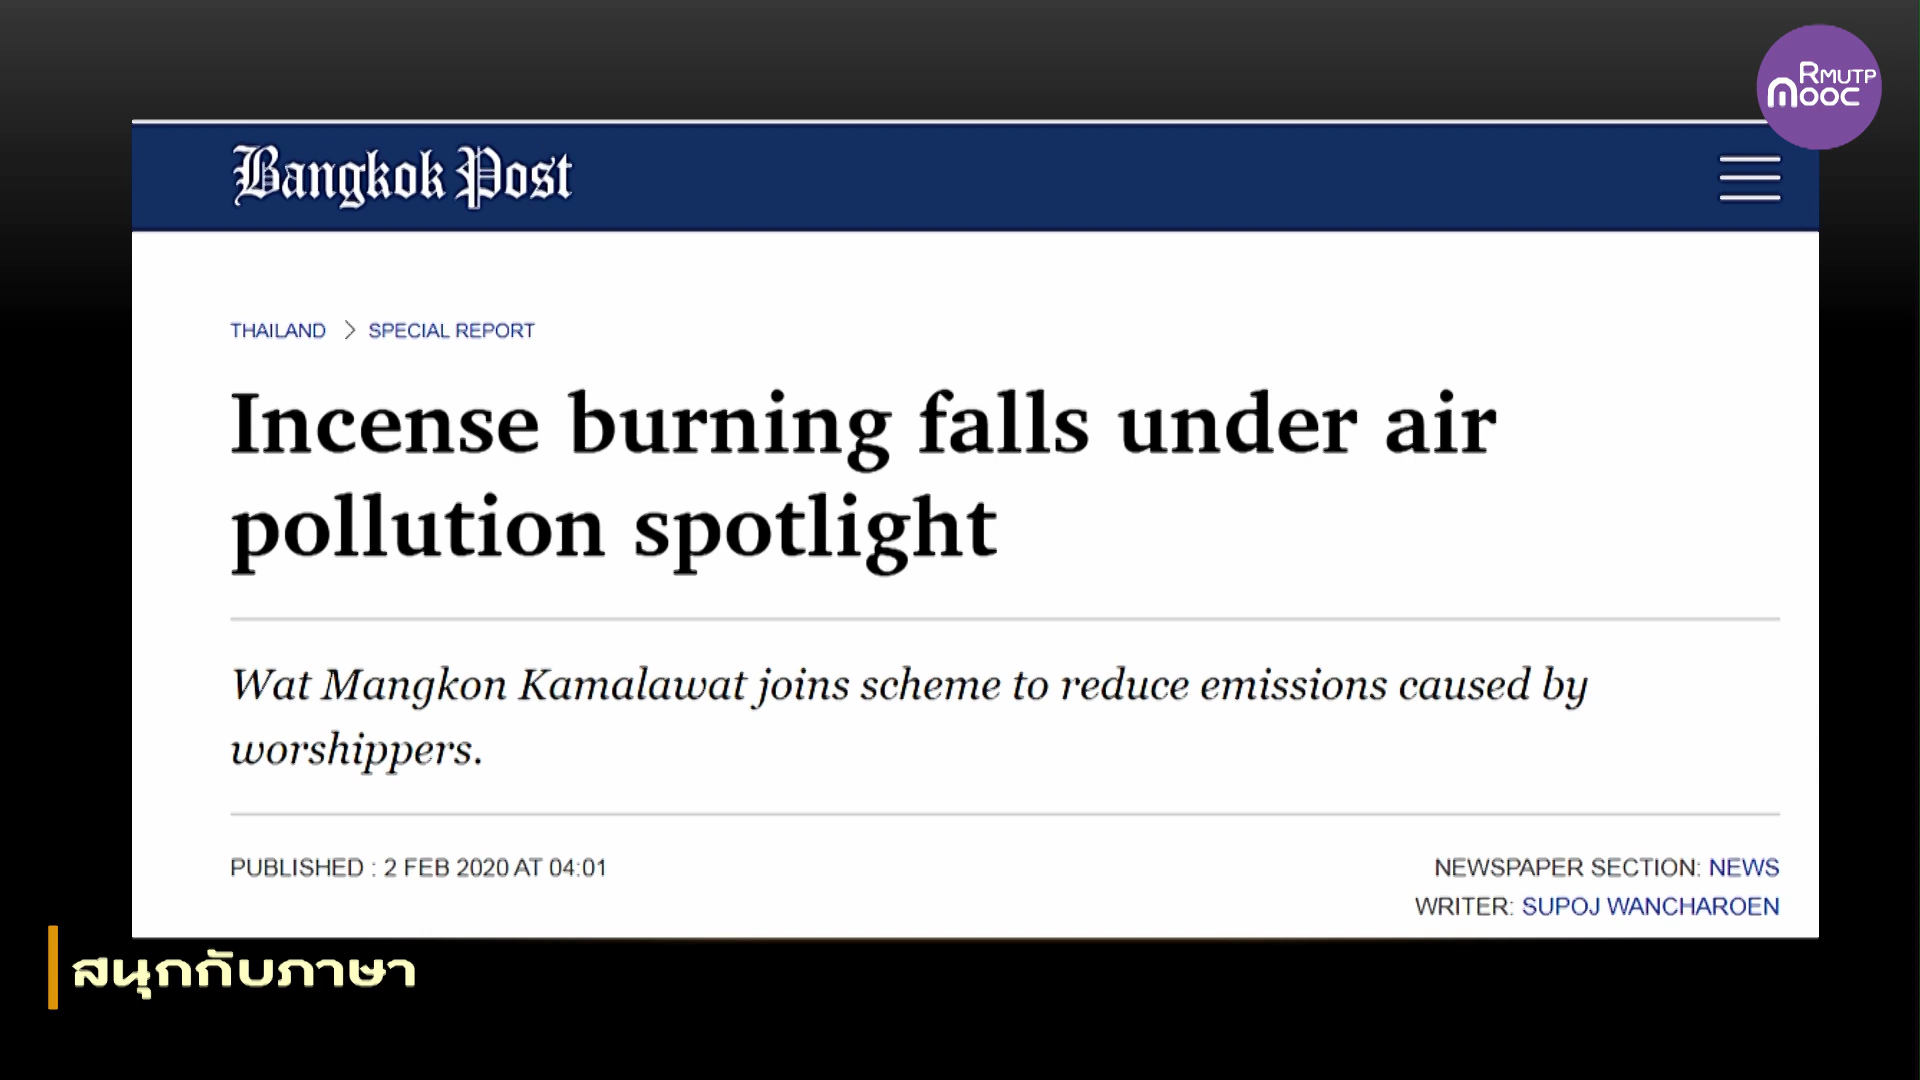 RMUTP
MOOC
Bangkok Post
THAILAND > SPECIAL REPORT
Incense burning falls under air
pollution spotlight
Wat Mangkon Kamalawat joins scheme to reduce emissions caused by
worshippers.
PUBLISHED : 2 FEB 2020 AT 04:01
NEWSPAPER SECTION: NEWS
WRITER: SUPOJ WANCHAROEN
สนุกกับภาษา